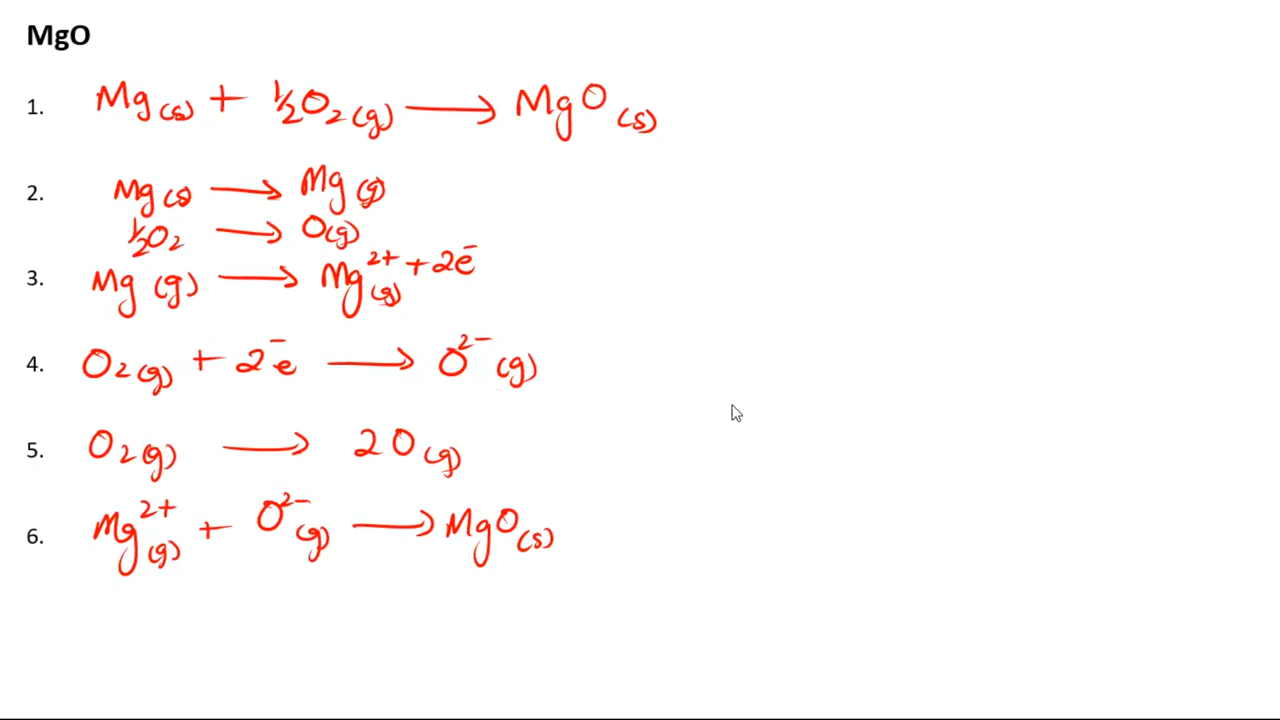 MgO
1. Mg(s) + ½O₂(g) ⟶ MgO(s)
2. Mg(s) ⟶ Mg(g)
½O₂ ⟶ O(g)
3. Mg(g) ⟶ Mg²⁺(g) + 2e⁻
4. O₂(g) + 2e⁻ ⟶ O²⁻(g)
5. O₂(g) ⟶ 2O(g)
6. Mg²⁺(g) + O²⁻(g) ⟶ MgO(s)